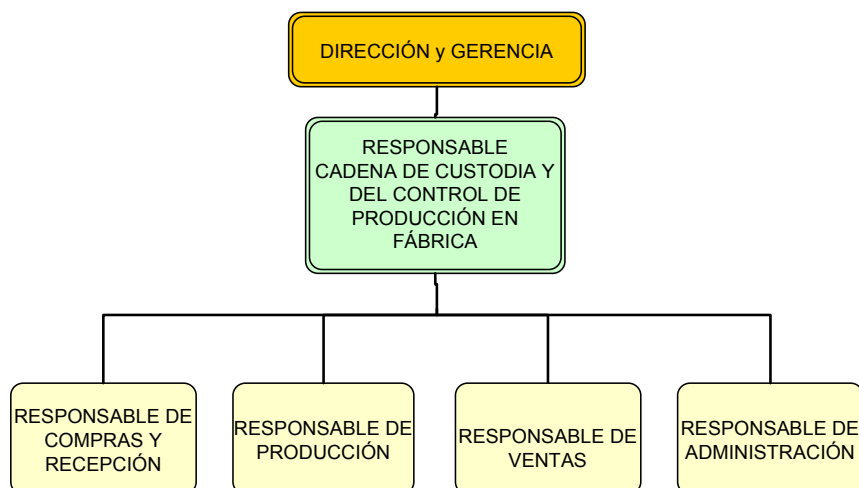 DIRECCIÓN y GERENCIA
RESPONSABLE
CADENA DE CUSTODIA Y
DEL CONTROL DE
PRODUCCIÓN EN
FÁBRICA
RESPONSABLE DE
COMPRAS Y
RECEPCIÓN
RESPONSABLE DE
PRODUCCIÓN
RESPONSABLE DE
VENTAS
RESPONSABLE DE
ADMINISTRACIÓN